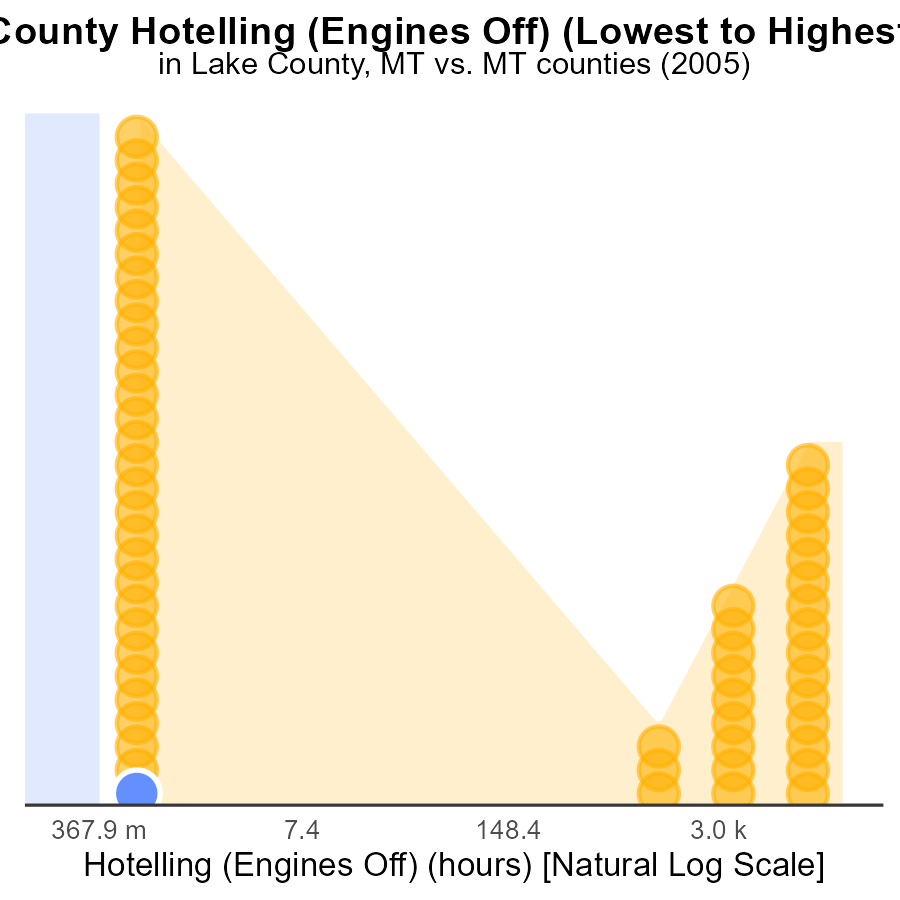 County Hotelling (Engines Off) (Lowest to Highest
in Lake County, MT vs. MT counties (2005)
367.9 m 7.4 148.4 3.0 k
Hotelling (Engines Off) (hours) [Natural Log Scale]